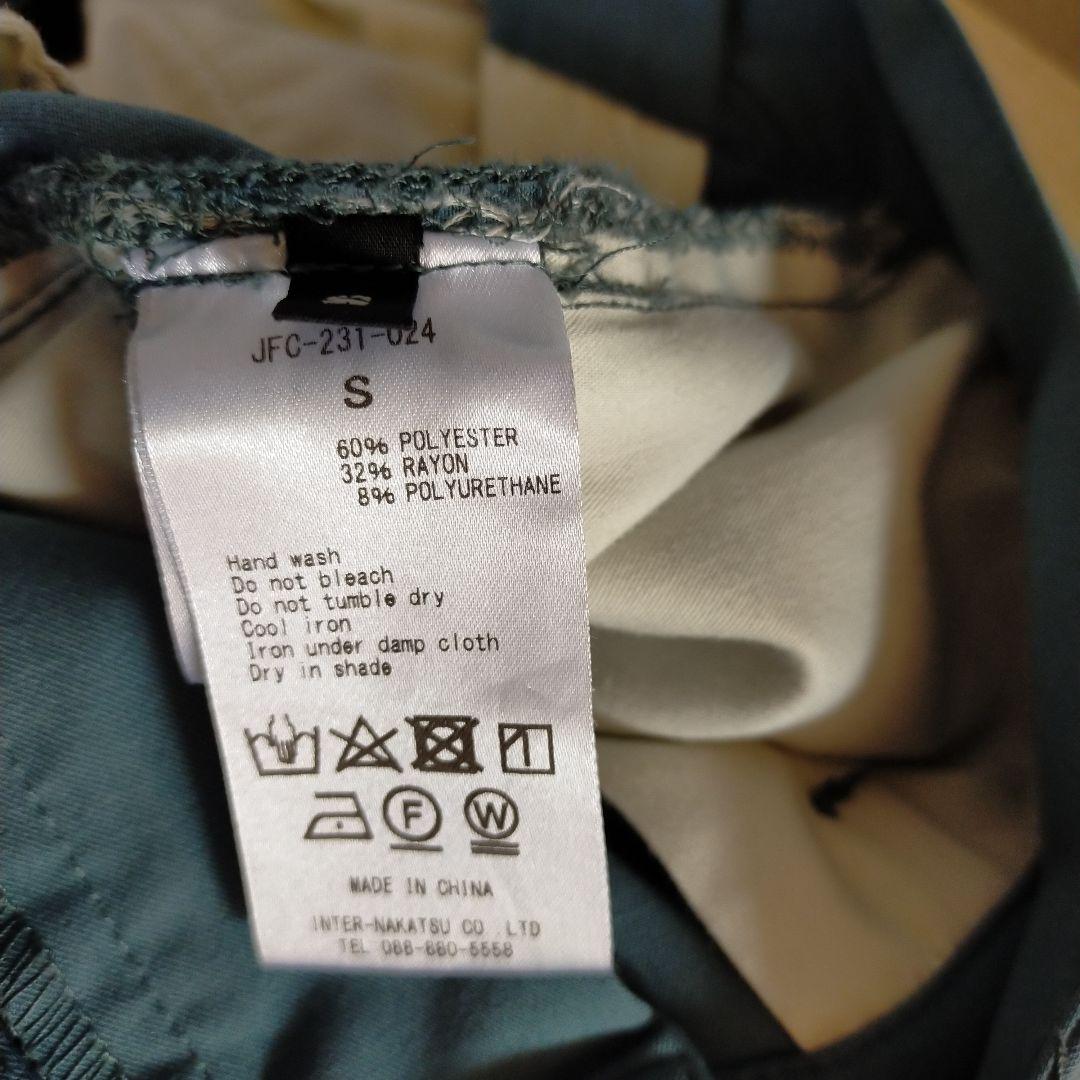 JFC-231-024
S
60% POLYESTER
32% RAYON
8% POLYURETHANE
Hand wash
Do not bleach
Do not tumble dry
Cool iron
Iron under damp cloth
Dry in shade
F W
MADE IN CHINA
INTER-NAKATSU CO .LTD
TEL